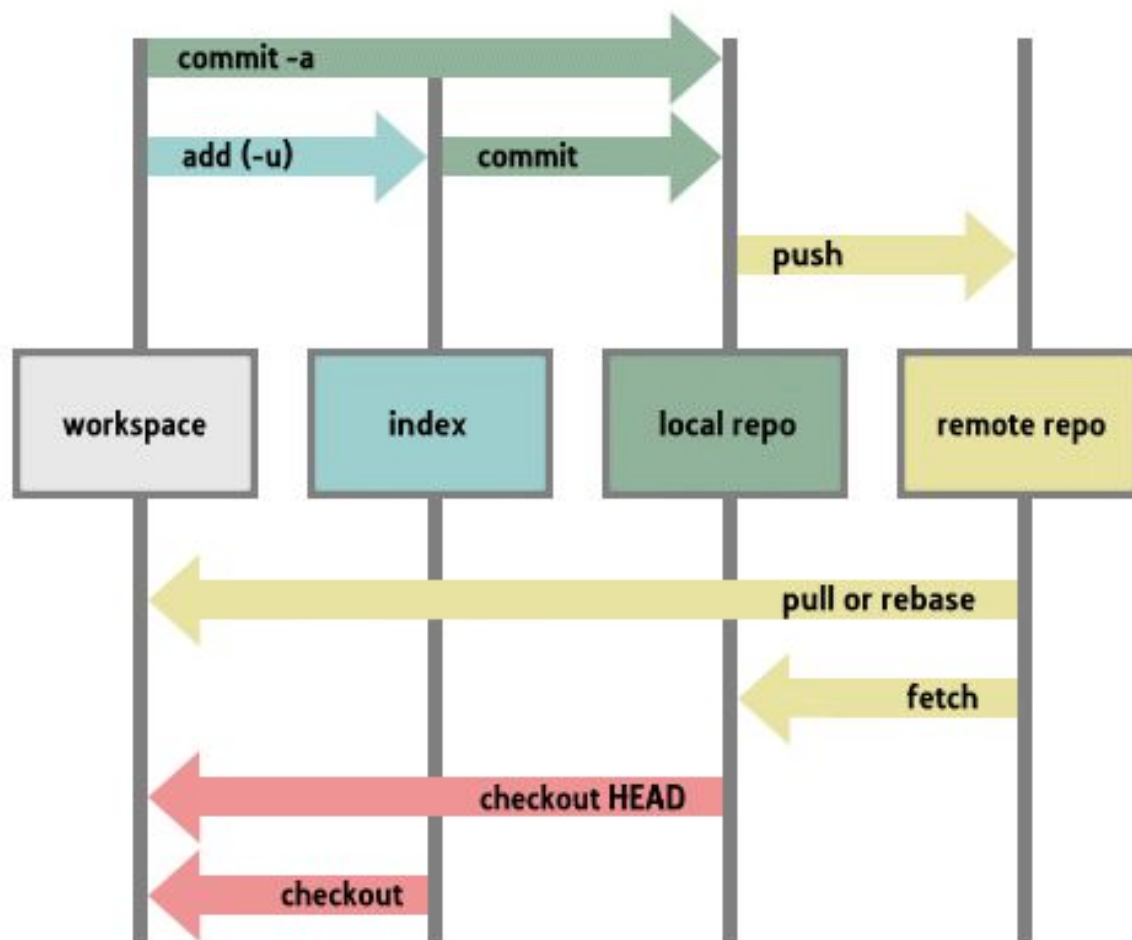 commit -a
add (-u)
commit
push
workspace
index
local repo
remote repo
pull or rebase
fetch
checkout HEAD
checkout